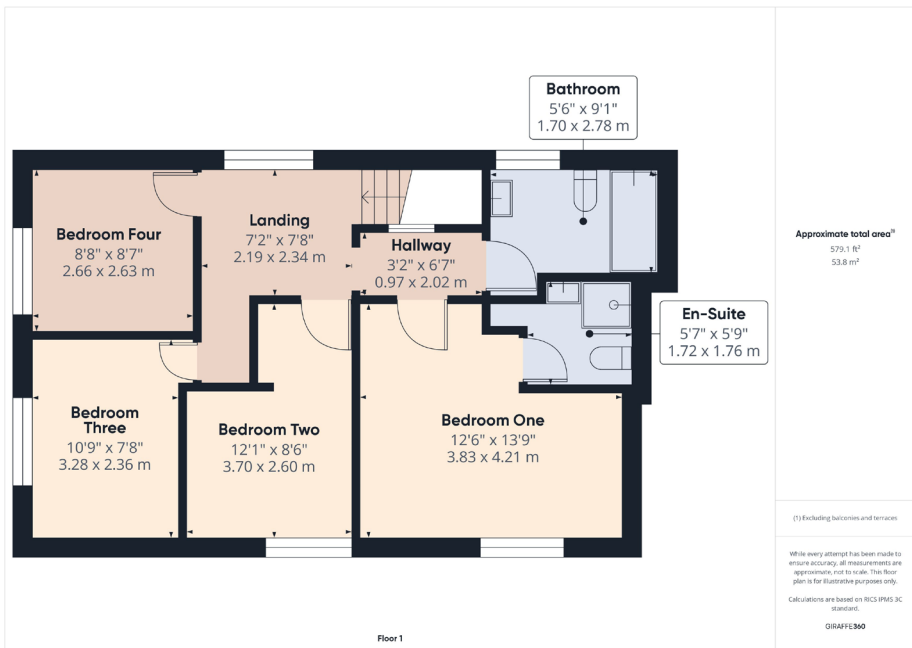 Bathroom
5'6" x 9'1"
1.70 x 2.78 m
Bedroom Four
8'8" x 8'7"
2.66 x 2.63 m
Landing
7'2" x 7'8"
2.19 x 2.34 m
Hallway
3'2" x 6'7"
0.97 x 2.02 m
En-Suite
5'7" x 5'9"
1.72 x 1.76 m
Bedroom
Three
10'9" x 7'8"
3.28 x 2.36 m
Bedroom Two
12'1" x 8'6"
3.70 x 2.60 m
Bedroom One
12'6" x 13'9"
3.83 x 4.21 m
Floor 1
Approximate total area⁽¹⁾
579.1 ft²
53.8 m²
(1) Excluding balconies and terraces
While every attempt has been made to
ensure accuracy, all measurements are
approximate, not to scale. This floor
plan is for illustrative purposes only.
Calculations are based on RICS IPMS 3C
standard.
GIRAFFE360